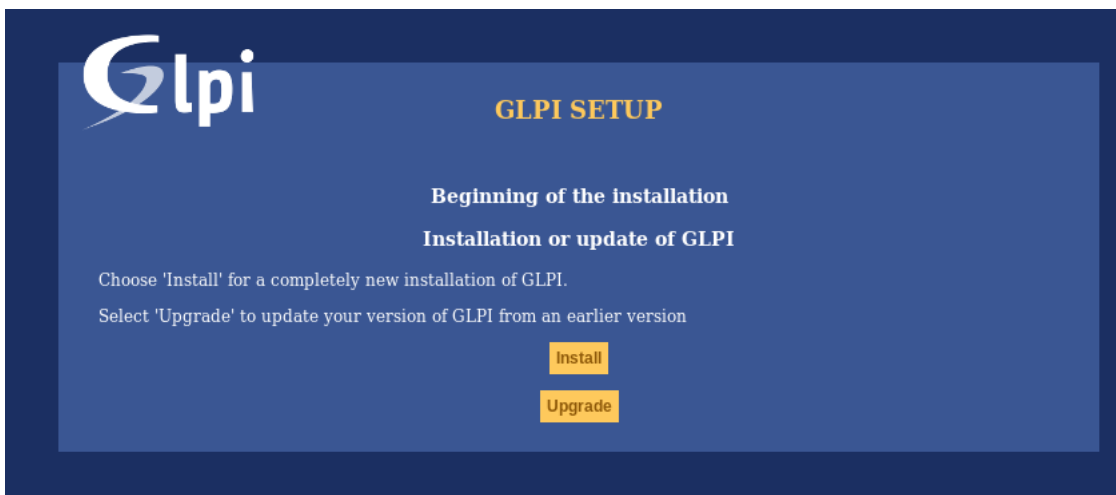 Glpi
GLPI SETUP
Beginning of the installation
Installation or update of GLPI
Choose 'Install' for a completely new installation of GLPI.
Select 'Upgrade' to update your version of GLPI from an earlier version
Install
Upgrade